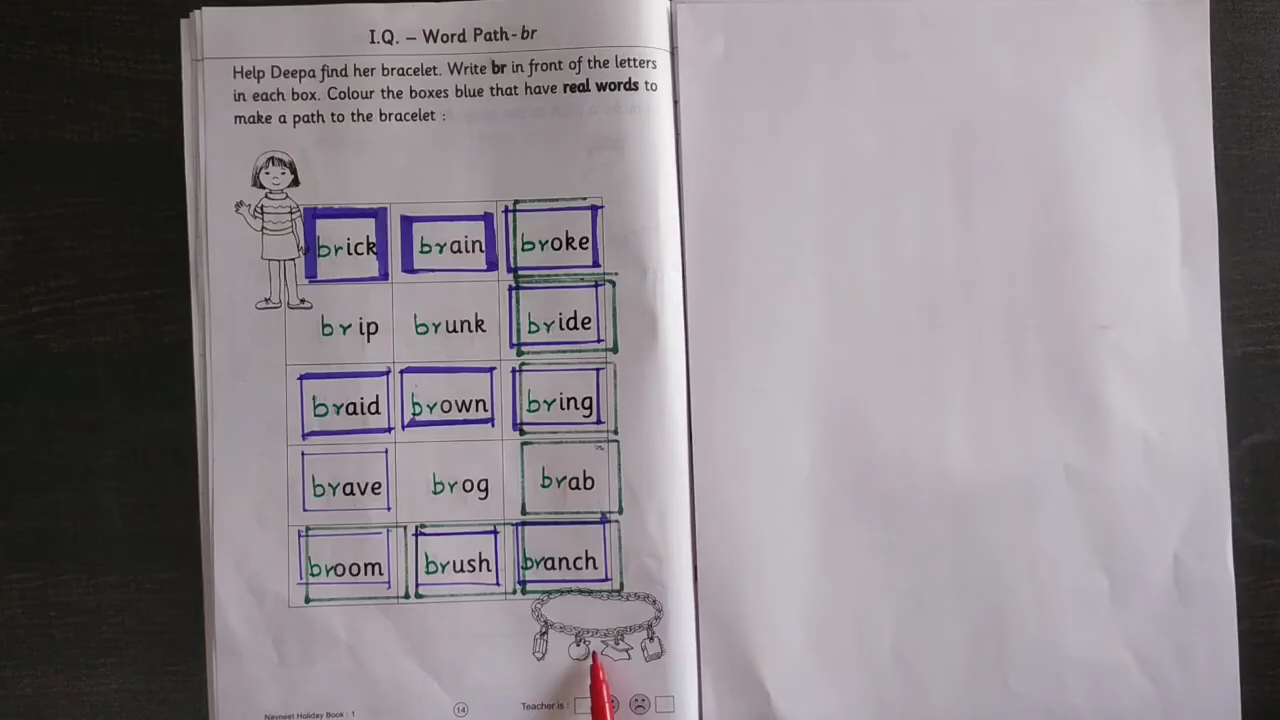 I.Q. – Word Path-br
Help Deepa find her bracelet. Write br in front of the letters
in each box. Colour the boxes blue that have real words to
make a path to the bracelet :
brick brain broke
brip brunk bride
braid brown bring
brave brog brab
broom brush branch
Navneet Holiday Book : 1
14
Teacher is :